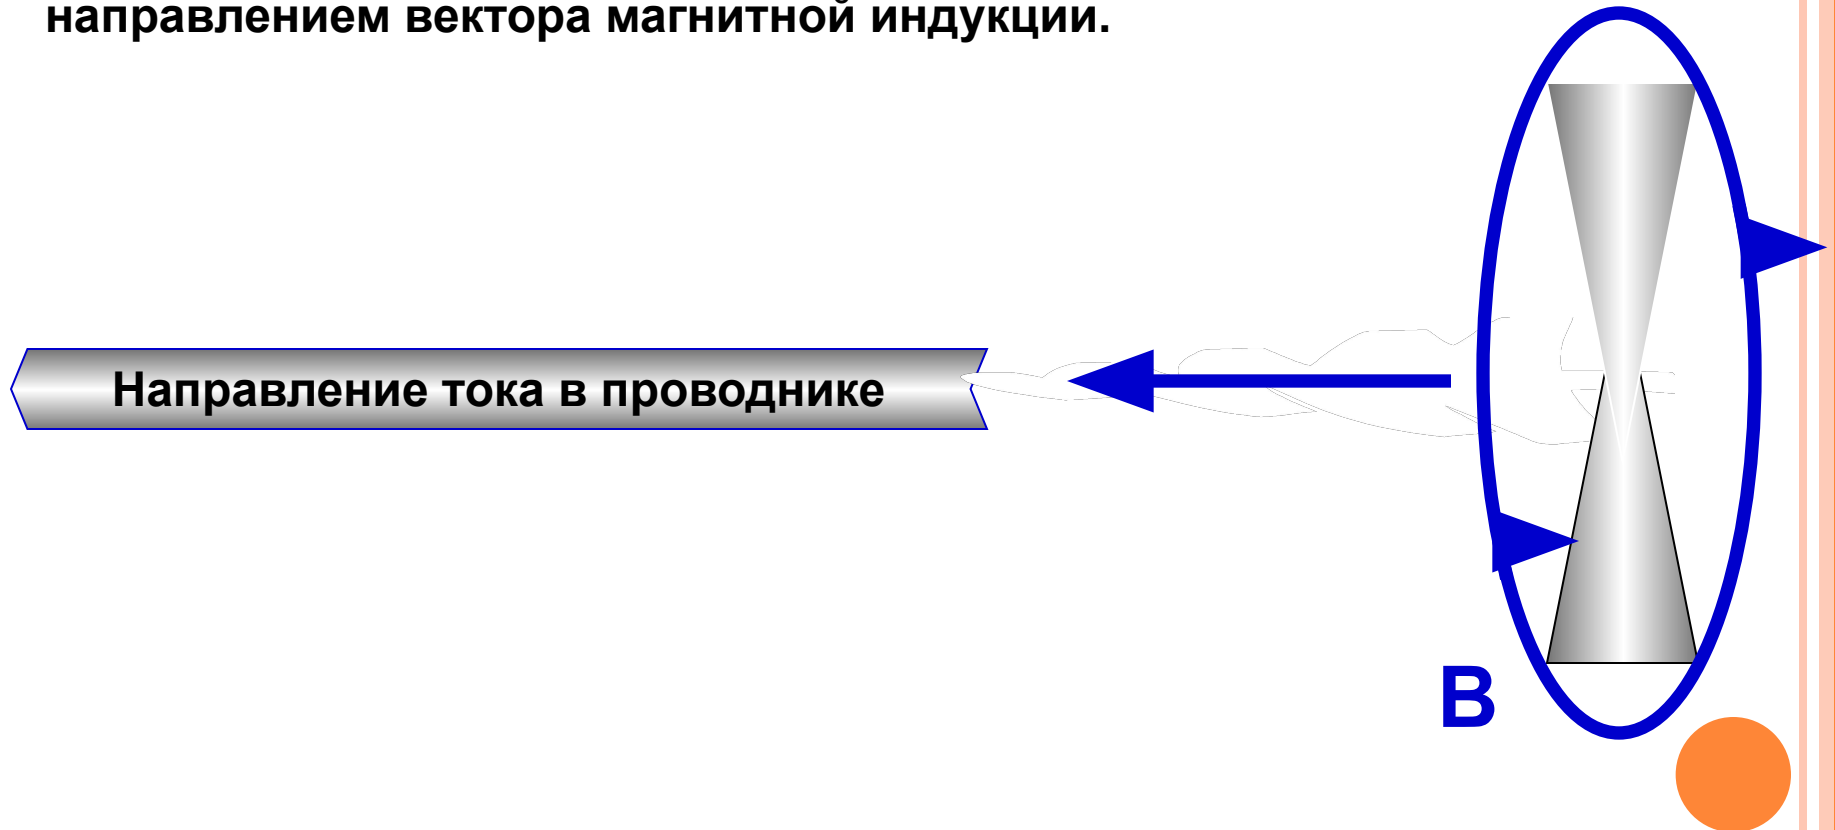 направлением вектора магнитной индукции.
Направление тока в проводнике
В